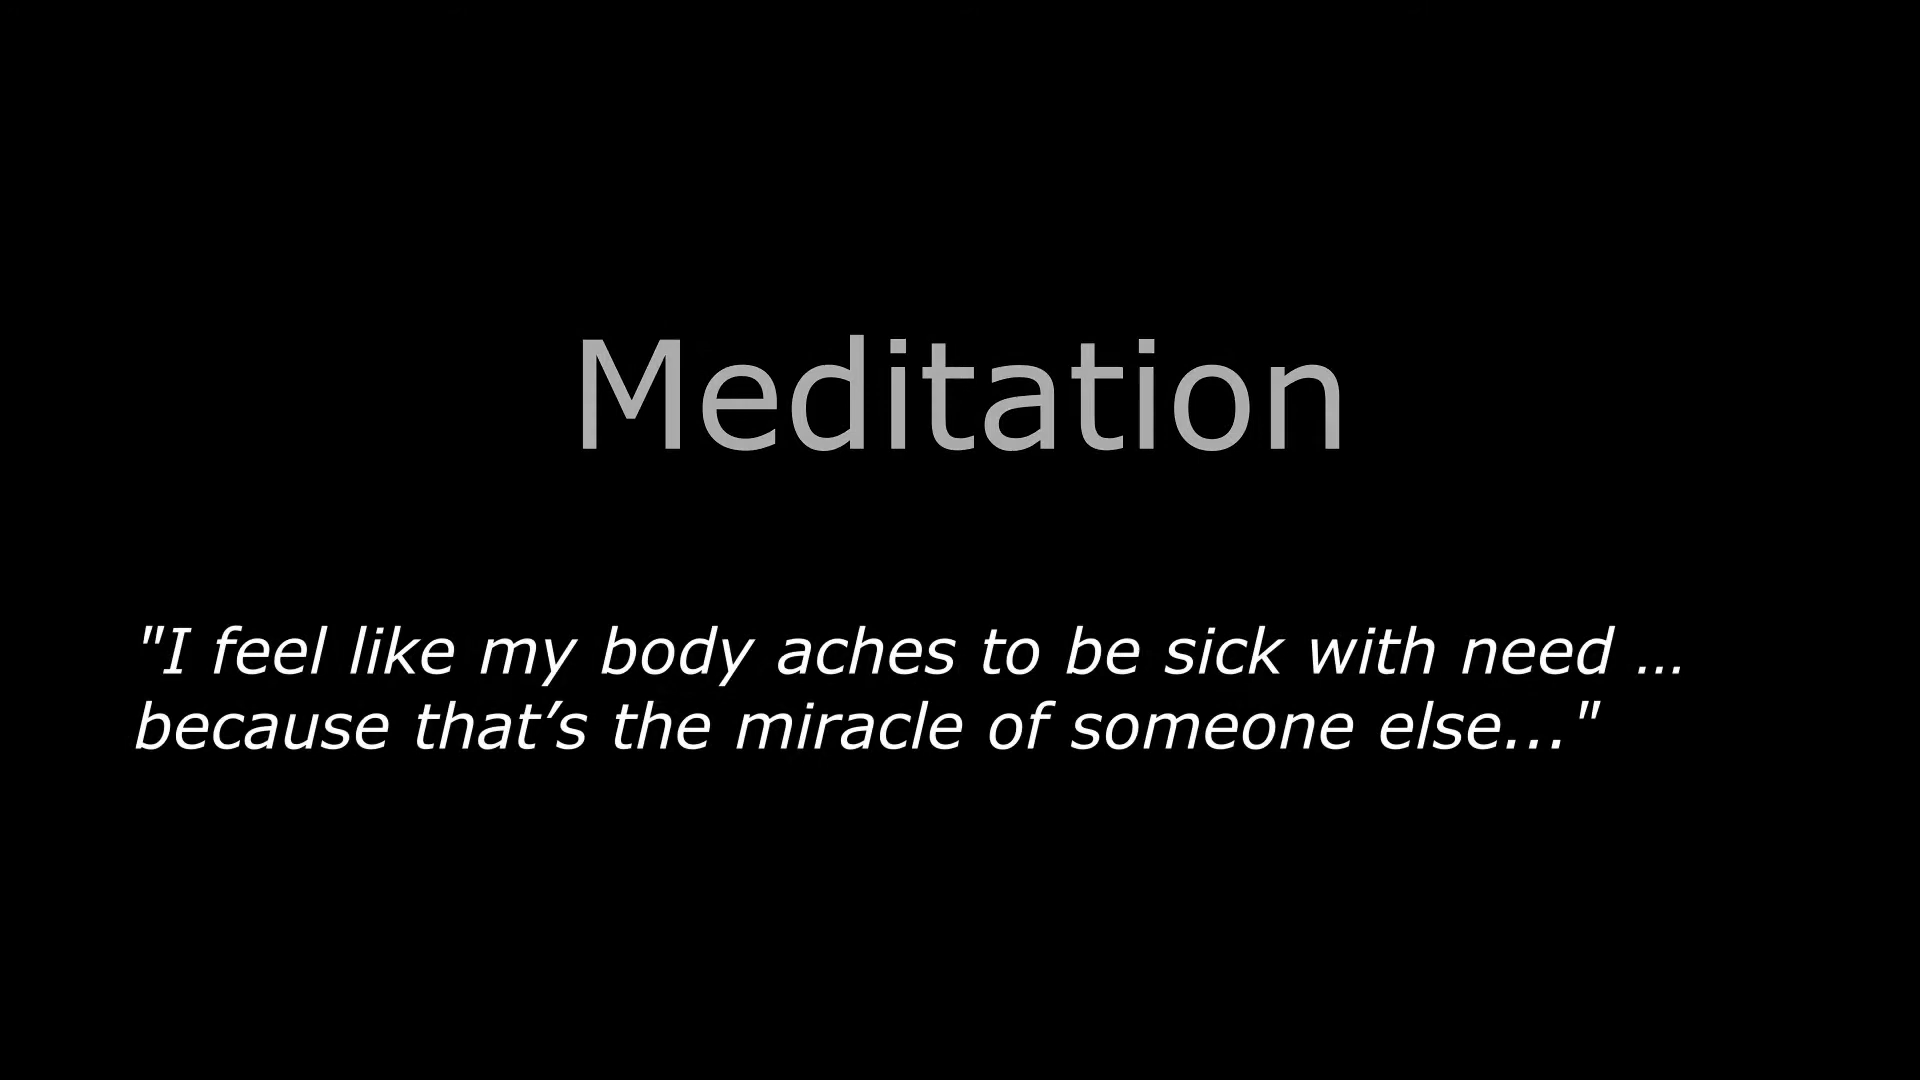 Meditation
"I feel like my body aches to be sick with need …
because that’s the miracle of someone else..."